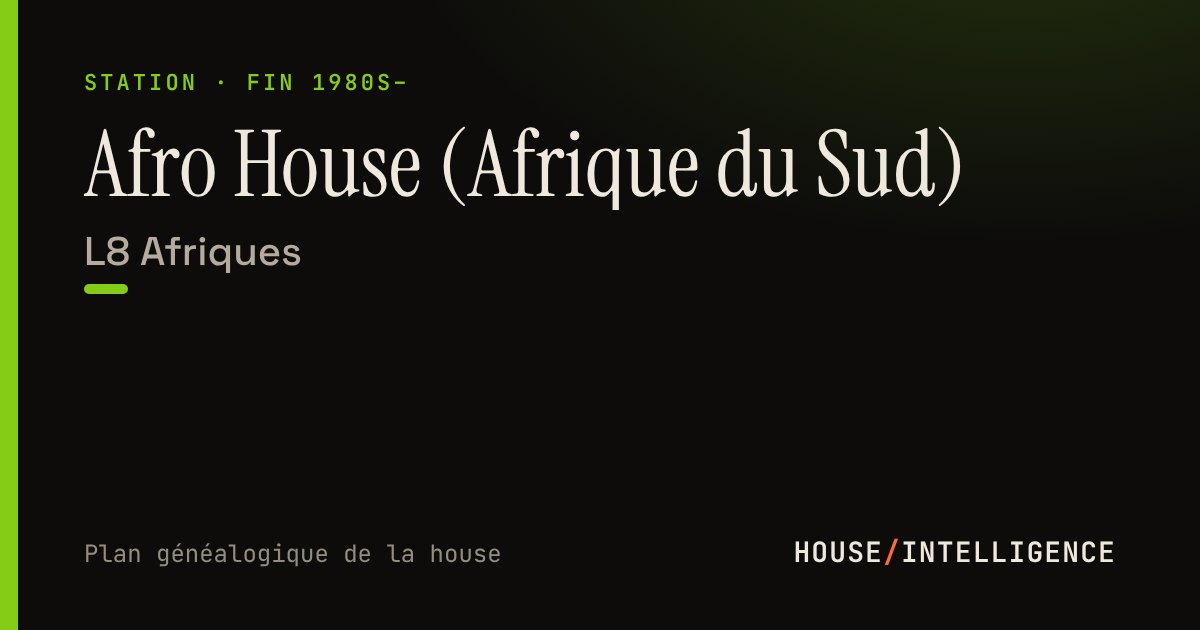 STATION · FIN 1980S–
Afro House (Afrique du Sud)
L8 Afriques
Plan généalogique de la house
HOUSE/INTELLIGENCE